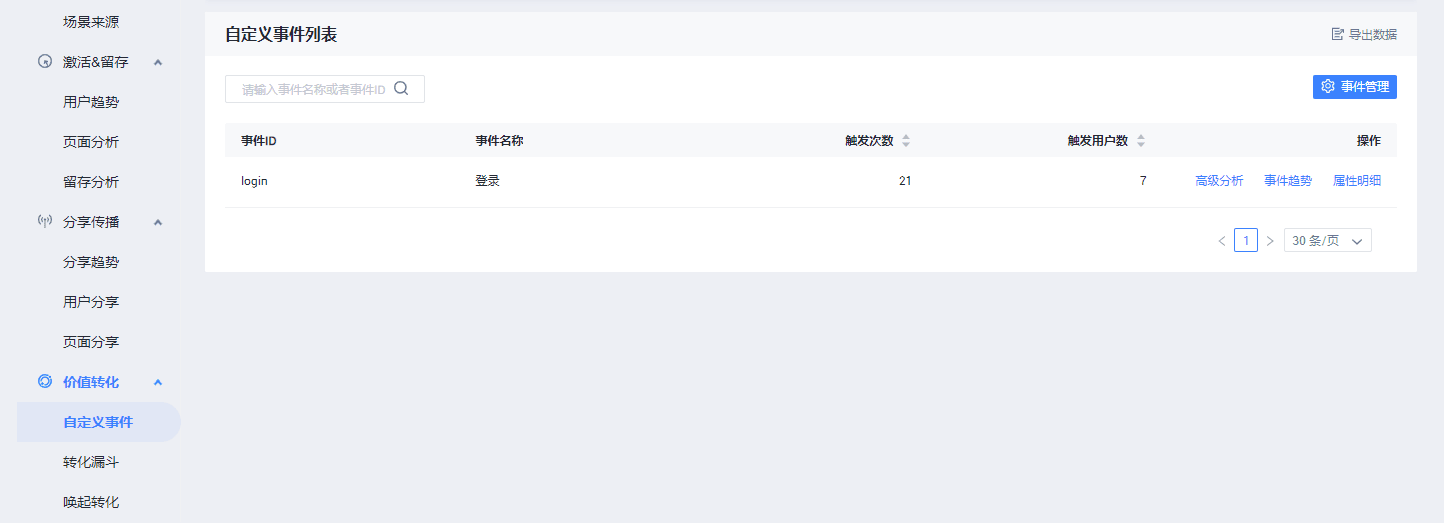 场景来源
激活&留存
用户趋势
页面分析
留存分析
分享传播
分享趋势
用户分享
页面分享
价值转化
自定义事件
转化漏斗
唤起转化
自定义事件列表 导出数据
请输入事件名称或者事件ID 事件管理
事件ID 事件名称 触发次数 触发用户数 操作
login 登录 21 7 高级分析 事件趋势 属性明细
1 30 条/页